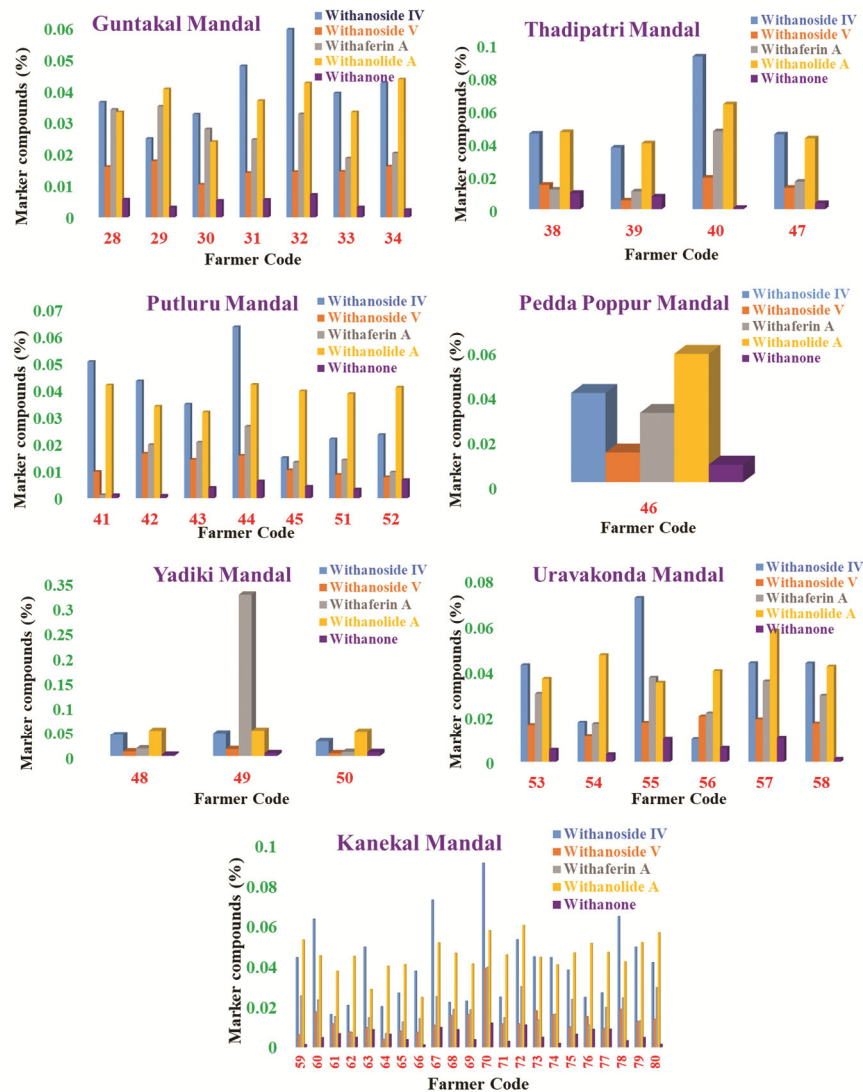 Guntakal Mandal
Withanoside IV
Withanoside V
Withaferin A
Withanolide A
Withanone
Marker compounds (%)
0.06
0.05
0.04
0.03
0.02
0.01
0
28 29 30 31 32 33 34
Farmer Code
Thadipatri Mandal
Withanoside IV
Withanoside V
Withaferin A
Withanolide A
Withanone
Marker compounds (%)
0.1
0.08
0.06
0.04
0.02
0
38 39 40 47
Farmer Code
Putluru Mandal
Withanoside IV
Withanoside V
Withaferin A
Withanolide A
Withanone
Marker compounds (%)
0.07
0.06
0.05
0.04
0.03
0.02
0.01
0
41 42 43 44 45 51 52
Farmer Code
Pedda Poppur Mandal
Withanoside IV
Withanoside V
Withaferin A
Withanolide A
Withanone
Marker compounds (%)
0.06
0.04
0.02
0
46
Farmer Code
Yadiki Mandal
Withanoside IV
Withanoside V
Withaferin A
Withanolide A
Withanone
Marker compounds (%)
0.35
0.3
0.25
0.2
0.15
0.1
0.05
0
48 49 50
Farmer Code
Uravakonda Mandal
Withanoside IV
Withanoside V
Withaferin A
Withanolide A
Withanone
Marker compounds (%)
0.08
0.06
0.04
0.02
0
53 54 55 56 57 58
Farmer Code
Kanekal Mandal
Withanoside IV
Withanoside V
Withaferin A
Withanolide A
Withanone
Marker compounds (%)
0.1
0.08
0.06
0.04
0.02
0
59 60 61 62 63 64 65 66 67 68 69 70 71 72 73 74 75 76 77 78 79 80
Farmer Code